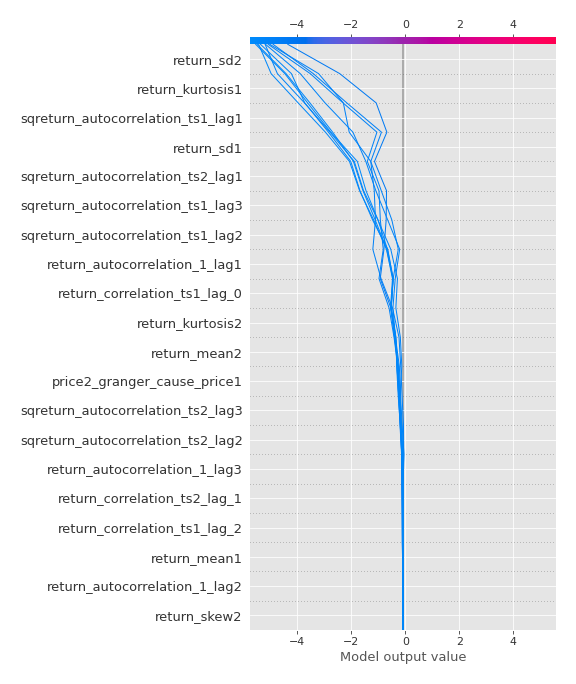 −4 −2 0 2 4
return_sd2
return_kurtosis1
sqreturn_autocorrelation_ts1_lag1
return_sd1
sqreturn_autocorrelation_ts2_lag1
sqreturn_autocorrelation_ts1_lag3
sqreturn_autocorrelation_ts1_lag2
return_autocorrelation_1_lag1
return_correlation_ts1_lag_0
return_kurtosis2
return_mean2
price2_granger_cause_price1
sqreturn_autocorrelation_ts2_lag3
sqreturn_autocorrelation_ts2_lag2
return_autocorrelation_1_lag3
return_correlation_ts2_lag_1
return_correlation_ts1_lag_2
return_mean1
return_autocorrelation_1_lag2
return_skew2
−4 −2 0 2 4
Model output value